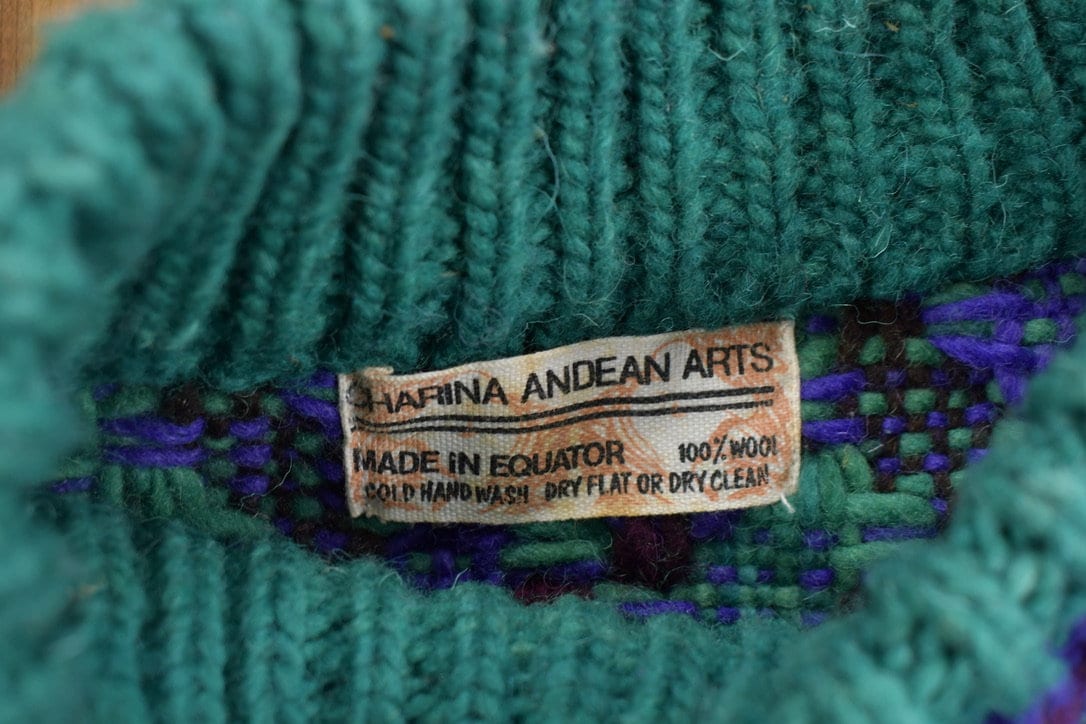 CHARINA ANDEAN ARTS
MADE iN EQUATOR 100% WOOL
COLD HAND WASH DRY FLAT OR DRY CLEAN